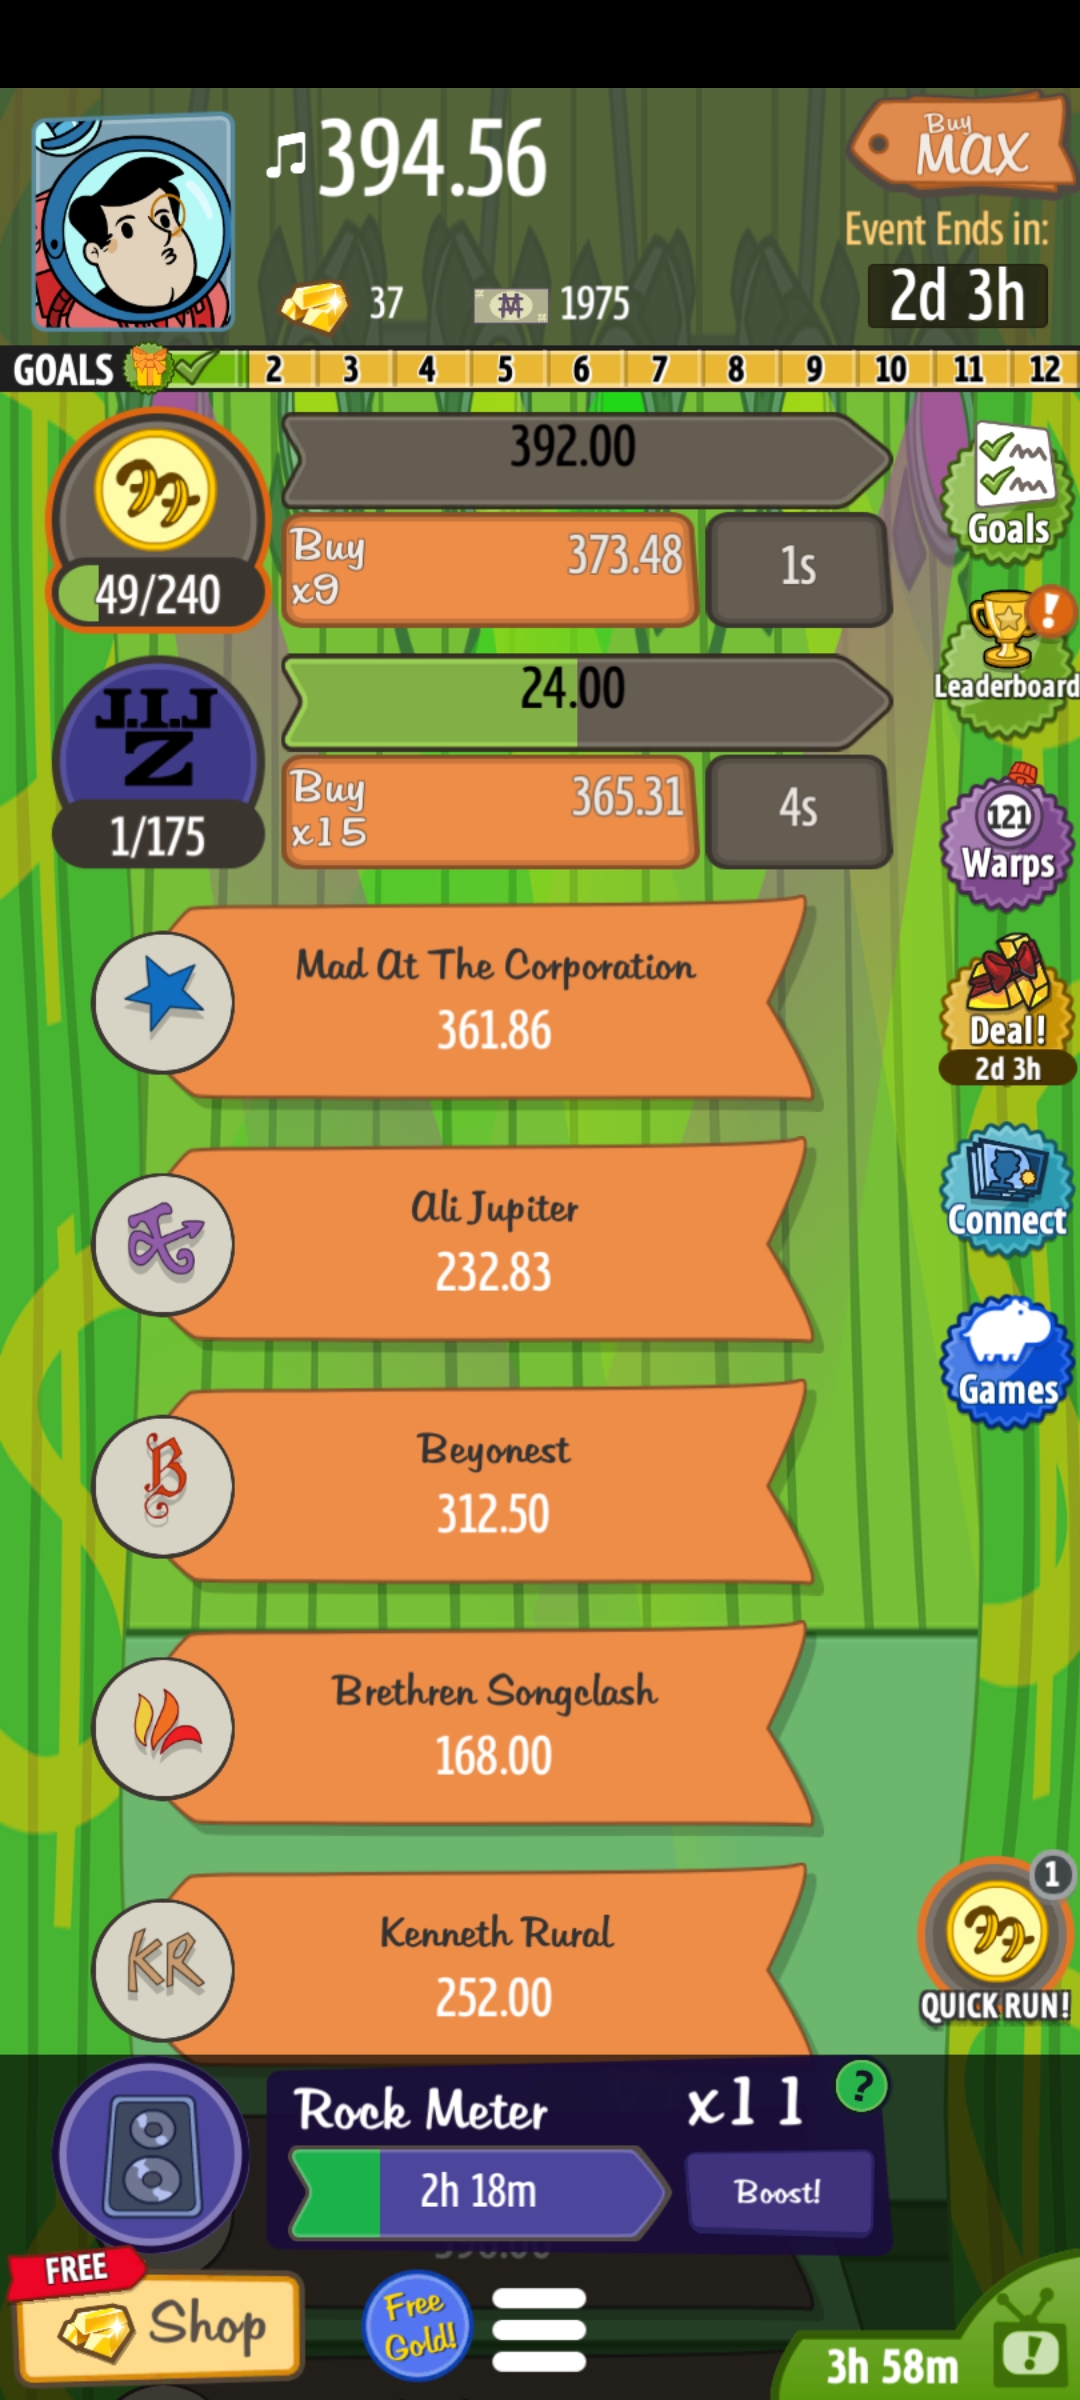 ♫394.56
Buy
MAX
Event Ends in:
2d 3h
37
1975
GOALS 2 3 4 5 6 7 8 9 10 11 12
392.00
Buy
x9
373.48
1s
49/240
Goals
J.I.J
Z
24.00
Buy
x15
365.31
4s
1/175
Leaderboard
!
121
Warps
Mad At The Corporation
361.86
Deal!
2d 3h
Ali Jupiter
232.83
Connect
Beyonest
312.50
Games
B
Brethren Songclash
168.00
Kenneth Rural
252.00
KR
1
QUICK RUN!
Rock Meter
x11
?
2h 18m
Boost!
FREE
Shop
Free
Gold!
3h 58m
!